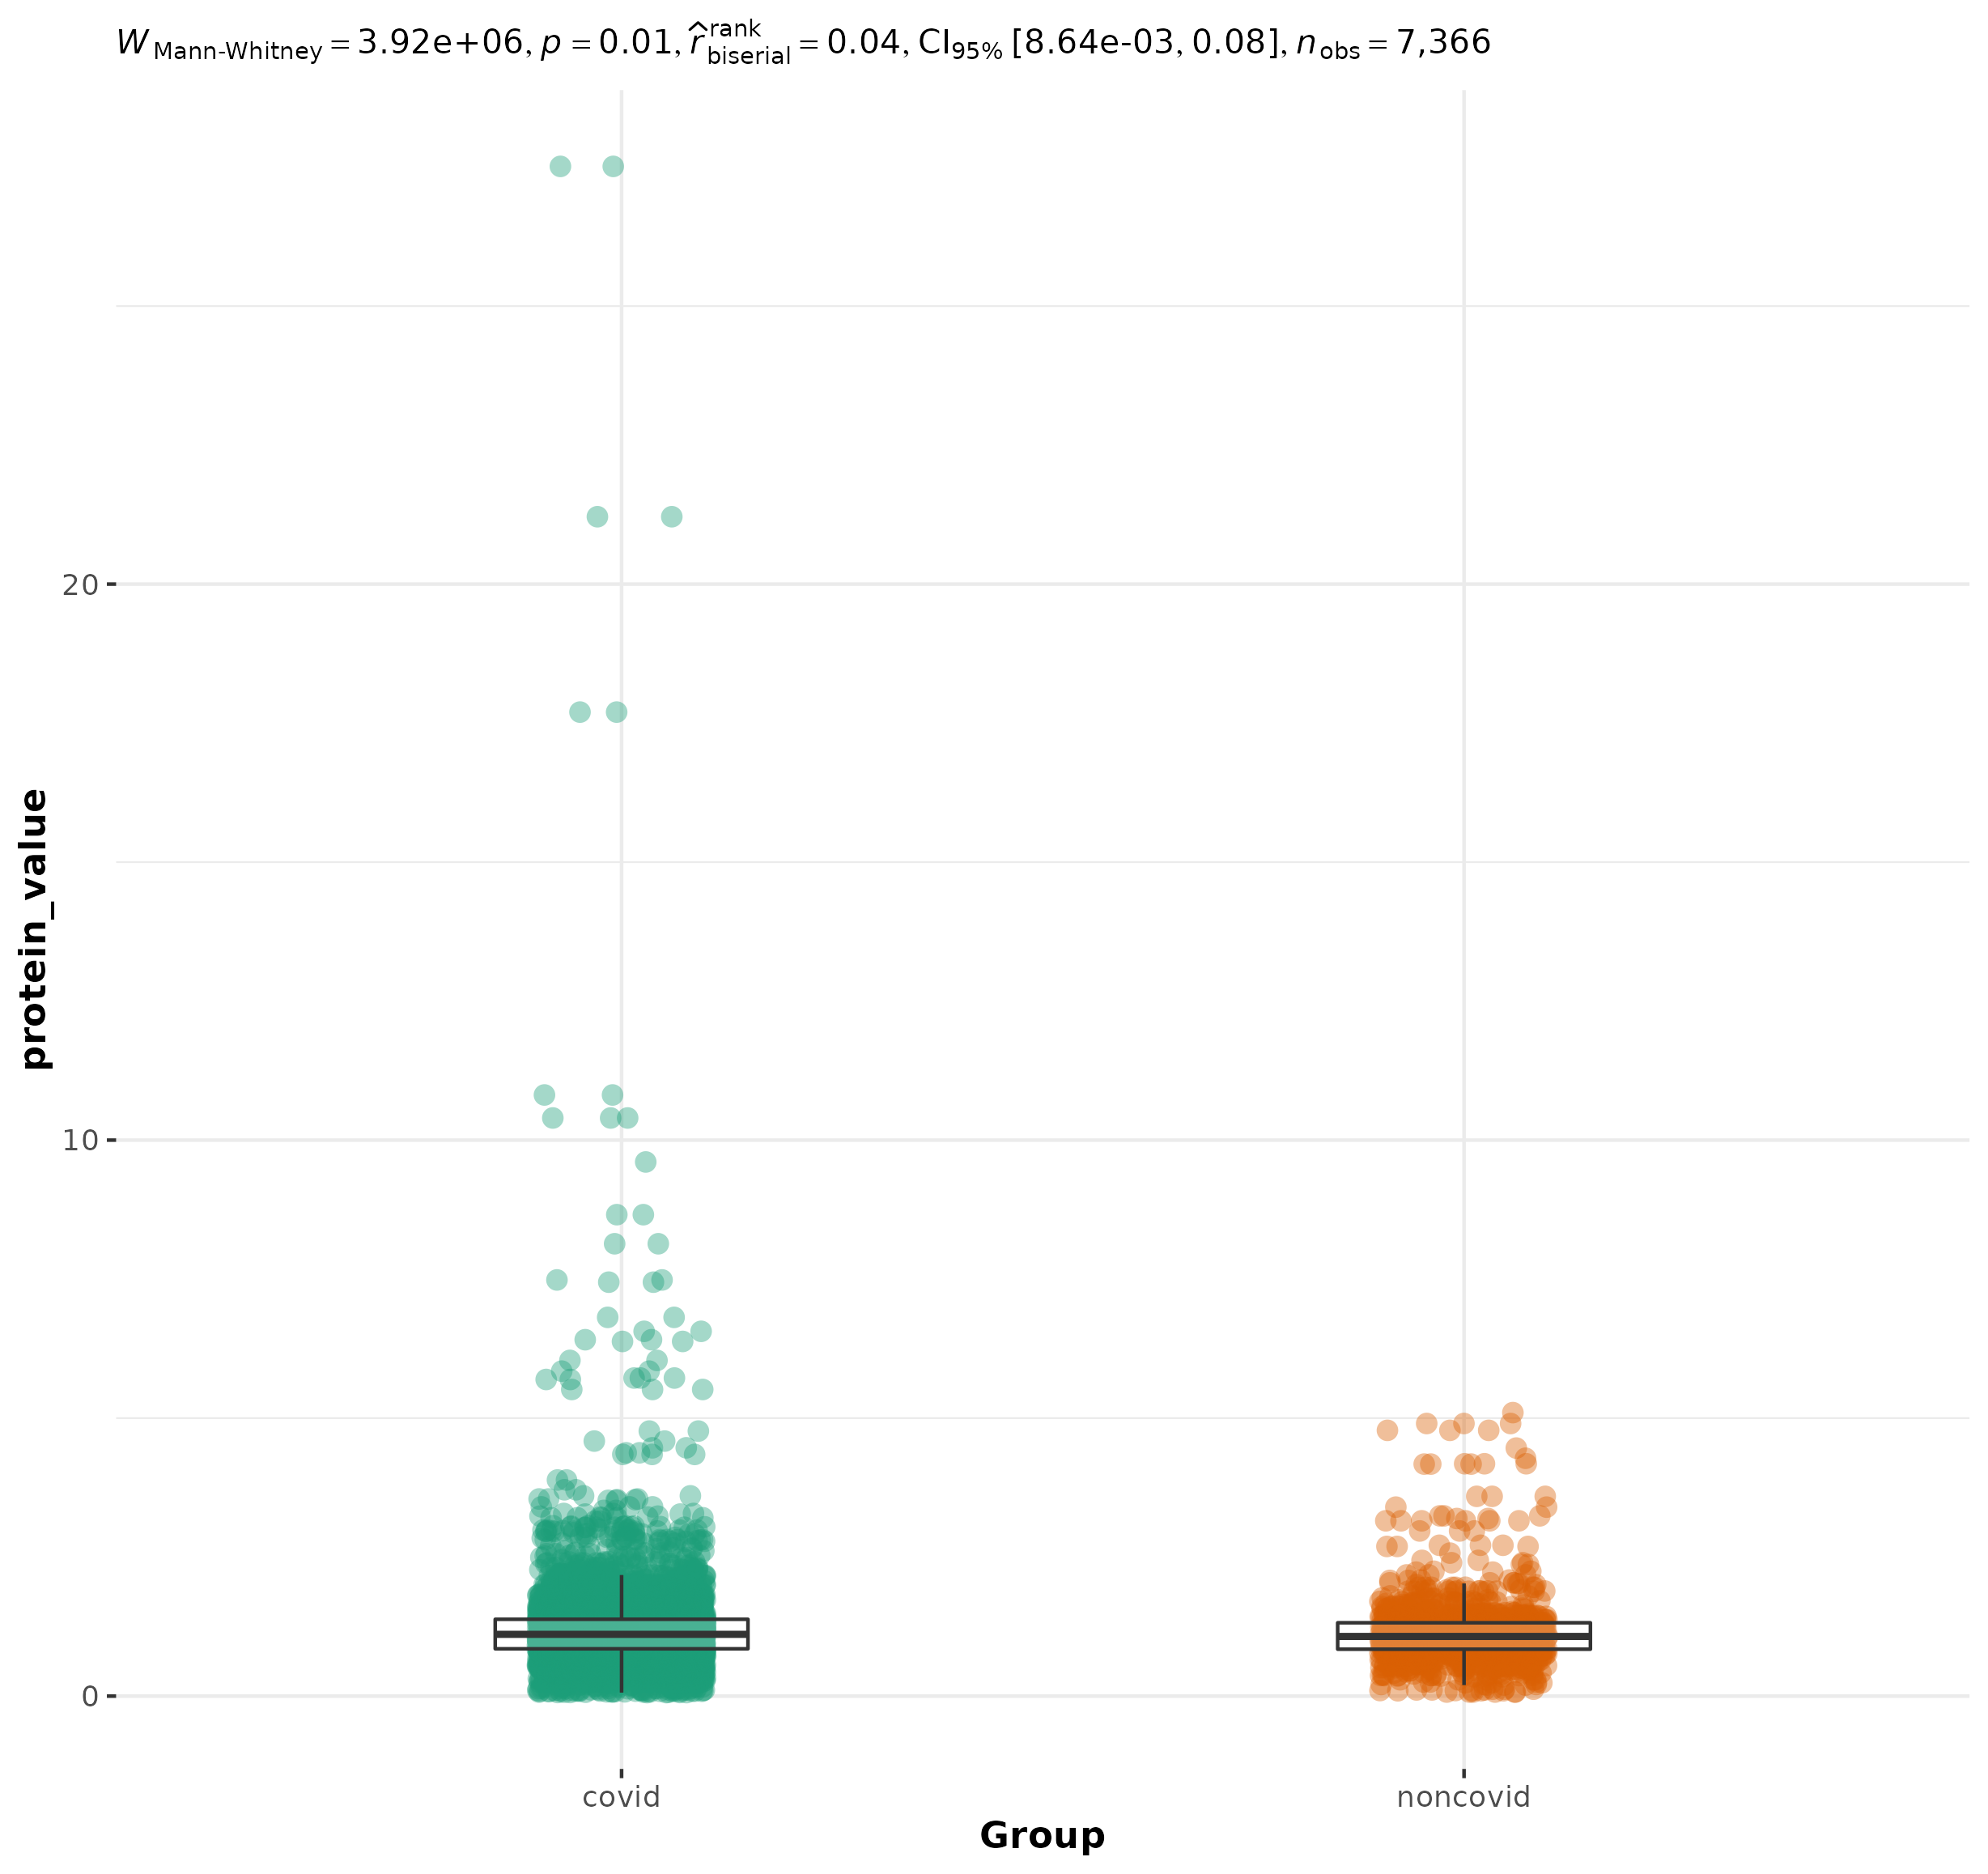 W Mann-Whitney = 3.92e+06, p = 0.01, r̂ rank biserial = 0.04, CI95% [8.64e-03, 0.08], nobs = 7,366
20
10
0
protein_value
covid noncovid
Group